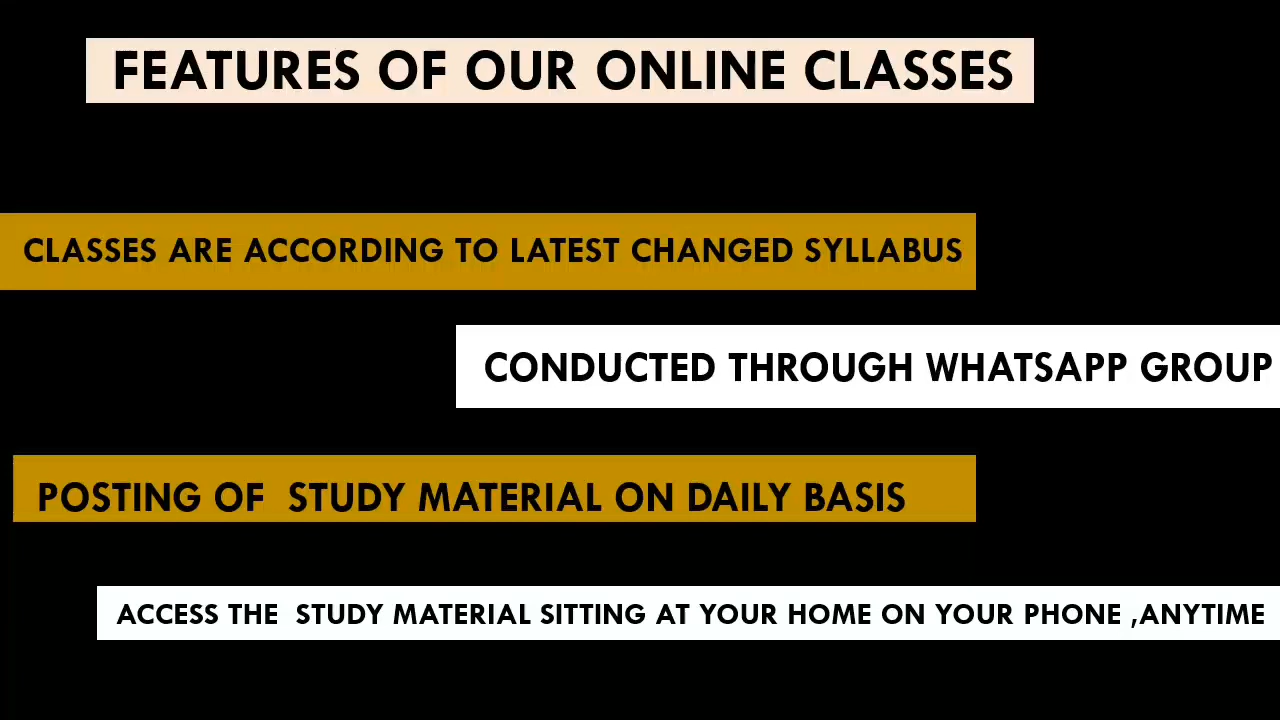 FEATURES OF OUR ONLINE CLASSES
CLASSES ARE ACCORDING TO LATEST CHANGED SYLLABUS
CONDUCTED THROUGH WHATSAPP GROUP
POSTING OF  STUDY MATERIAL ON DAILY BASIS
ACCESS THE  STUDY MATERIAL SITTING AT YOUR HOME ON YOUR PHONE ,ANYTIME